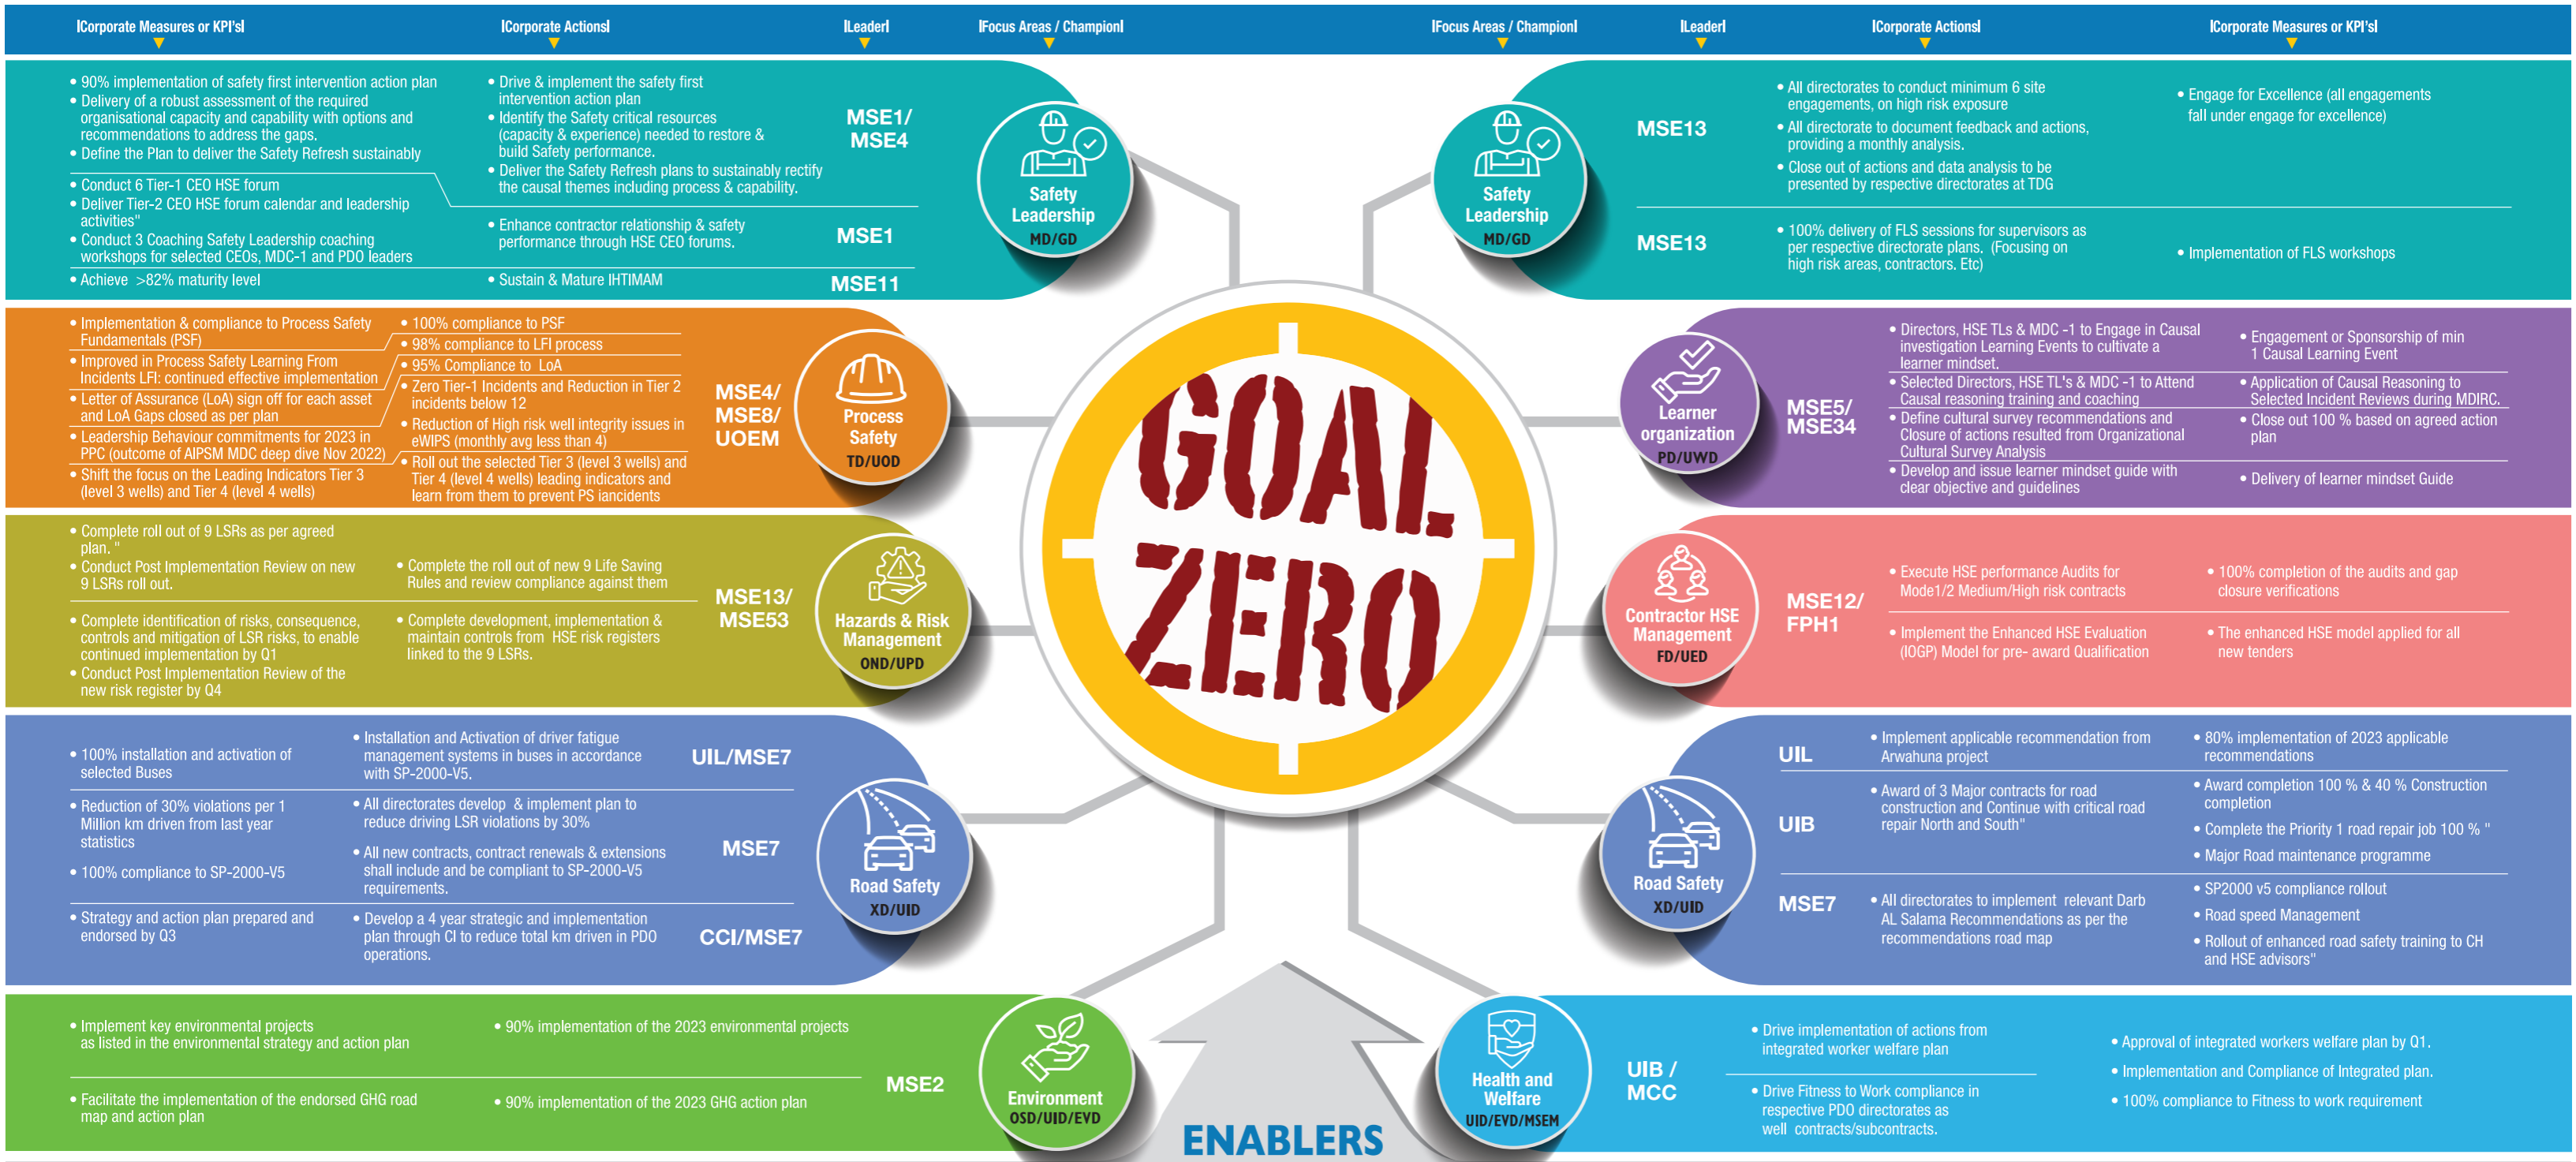 |Corporate Measures or KPI's|
|Corporate Actions|
|Leader|
|Focus Areas / Champion|
|Focus Areas / Champion|
|Leader|
|Corporate Actions|
|Corporate Measures or KPI's|
• 90% implementation of safety first intervention action plan
• Delivery of a robust assessment of the required
organisational capacity and capability with options and
recommendations to address the gaps.
• Define the Plan to deliver the Safety Refresh sustainably
• Drive & implement the safety first
intervention action plan
• Identify the Safety critical resources
(capacity & experience) needed to restore &
build Safety performance.
• Deliver the Safety Refresh plans to sustainably rectify
the causal themes including process & capability.
MSE1/
MSE4
• Conduct 6 Tier-1 CEO HSE forum
• Deliver Tier-2 CEO HSE forum calendar and leadership
activities"
• Conduct 3 Coaching Safety Leadership coaching
workshops for selected CEOs, MDC-1 and PDO leaders
• Enhance contractor relationship & safety
performance through HSE CEO forums.
MSE1
• Achieve >82% maturity level
• Sustain & Mature IHTIMAM
MSE11
Safety
Leadership
MD/GD
Safety
Leadership
MD/GD
MSE13
• All directorates to conduct minimum 6 site
engagements, on high risk exposure
• All directorate to document feedback and actions,
providing a monthly analysis.
• Close out of actions and data analysis to be
presented by respective directorates at TDG
• Engage for Excellence (all engagements
fall under engage for excellence)
MSE13
• 100% delivery of FLS sessions for supervisors as
per respective directorate plans. (Focusing on
high risk areas, contractors. Etc)
• Implementation of FLS workshops
• Implementation & compliance to Process Safety
Fundamentals (PSF)
• Improved in Process Safety Learning From
Incidents LFI: continued effective implementation
• Letter of Assurance (LoA) sign off for each asset
and LoA Gaps closed as per plan
• Leadership Behaviour commitments for 2023 in
PPC (outcome of AIPSM MDC deep dive Nov 2022)
• Shift the focus on the Leading Indicators Tier 3
(level 3 wells) and Tier 4 (level 4 wells)
• 100% compliance to PSF
• 98% compliance to LFI process
• 95% Compliance to LoA
• Zero Tier-1 Incidents and Reduction in Tier 2
incidents below 12
• Reduction of High risk well integrity issues in
eWIPS (monthly avg less than 4)
• Roll out the selected Tier 3 (level 3 wells) and
Tier 4 (level 4 wells) leading indicators and
learn from them to prevent PS iancidents
MSE4/
MSE8/
UOEM
Process
Safety
TD/UOD
Learner
organization
PD/UWD
MSE5/
MSE34
• Directors, HSE TLs & MDC -1 to Engage in Causal
investigation Learning Events to cultivate a
learner mindset.
• Selected Directors, HSE TL's & MDC -1 to Attend
Causal reasoning training and coaching
• Define cultural survey recommendations and
Closure of actions resulted from Organizational
Cultural Survey Analysis
• Develop and issue learner mindset guide with
clear objective and guidelines
• Engagement or Sponsorship of min
1 Causal Learning Event
• Application of Causal Reasoning to
Selected Incident Reviews during MDIRC.
• Close out 100 % based on agreed action
plan
• Delivery of learner mindset Guide
GOAL
ZERO
• Complete roll out of 9 LSRs as per agreed
plan. "
• Conduct Post Implementation Review on new
9 LSRs roll out.
• Complete the roll out of new 9 Life Saving
Rules and review compliance against them
• Complete identification of risks, consequence,
controls and mitigation of LSR risks, to enable
continued implementation by Q1
• Conduct Post Implementation Review of the
new risk register by Q4
• Complete development, implementation &
maintain controls from HSE risk registers
linked to the 9 LSRs.
MSE13/
MSE53
Hazards & Risk
Management
OND/UPD
Contractor HSE
Management
FD/UED
MSE12/
FPH1
• Execute HSE performance Audits for
Mode1/2 Medium/High risk contracts
• 100% completion of the audits and gap
closure verifications
• Implement the Enhanced HSE Evaluation
(IOGP) Model for pre- award Qualification
• The enhanced HSE model applied for all
new tenders
• 100% installation and activation of
selected Buses
• Installation and Activation of driver fatigue
management systems in buses in accordance
with SP-2000-V5.
UIL/MSE7
• Reduction of 30% violations per 1
Million km driven from last year
statistics
• 100% compliance to SP-2000-V5
• All directorates develop & implement plan to
reduce driving LSR violations by 30%
• All new contracts, contract renewals & extensions
shall include and be compliant to SP-2000-V5
requirements.
MSE7
• Strategy and action plan prepared and
endorsed by Q3
• Develop a 4 year strategic and implementation
plan through CI to reduce total km driven in PDO
operations.
CCI/MSE7
Road Safety
XD/UID
Road Safety
XD/UID
UIL
• Implement applicable recommendation from
Arwahuna project
• 80% implementation of 2023 applicable
recommendations
UIB
• Award of 3 Major contracts for road
construction and Continue with critical road
repair North and South"
• Award completion 100 % & 40 % Construction
completion
• Complete the Priority 1 road repair job 100 % "
• Major Road maintenance programme
MSE7
• All directorates to implement relevant Darb
AL Salama Recommendations as per the
recommendations road map
• SP2000 v5 compliance rollout
• Road speed Management
• Rollout of enhanced road safety training to CH
and HSE advisors"
• Implement key environmental projects
as listed in the environmental strategy and action plan
• 90% implementation of the 2023 environmental projects
• Facilitate the implementation of the endorsed GHG road
map and action plan
• 90% implementation of the 2023 GHG action plan
MSE2
Environment
OSD/UID/EVD
ENABLERS
Health and
Welfare
UID/EVD/MSEM
UIB /
MCC
• Drive implementation of actions from
integrated worker welfare plan
• Drive Fitness to Work compliance in
respective PDO directorates as
well contracts/subcontracts.
• Approval of integrated workers welfare plan by Q1.
• Implementation and Compliance of Integrated plan.
• 100% compliance to Fitness to work requirement